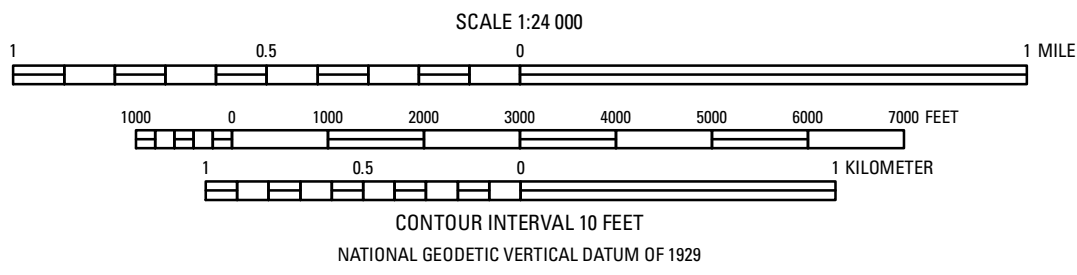 SCALE 1:24 000
1 0.5 0 1 MILE
1000 0 1000 2000 3000 4000 5000 6000 7000 FEET
1 0.5 0 1 KILOMETER
CONTOUR INTERVAL 10 FEET
NATIONAL GEODETIC VERTICAL DATUM OF 1929